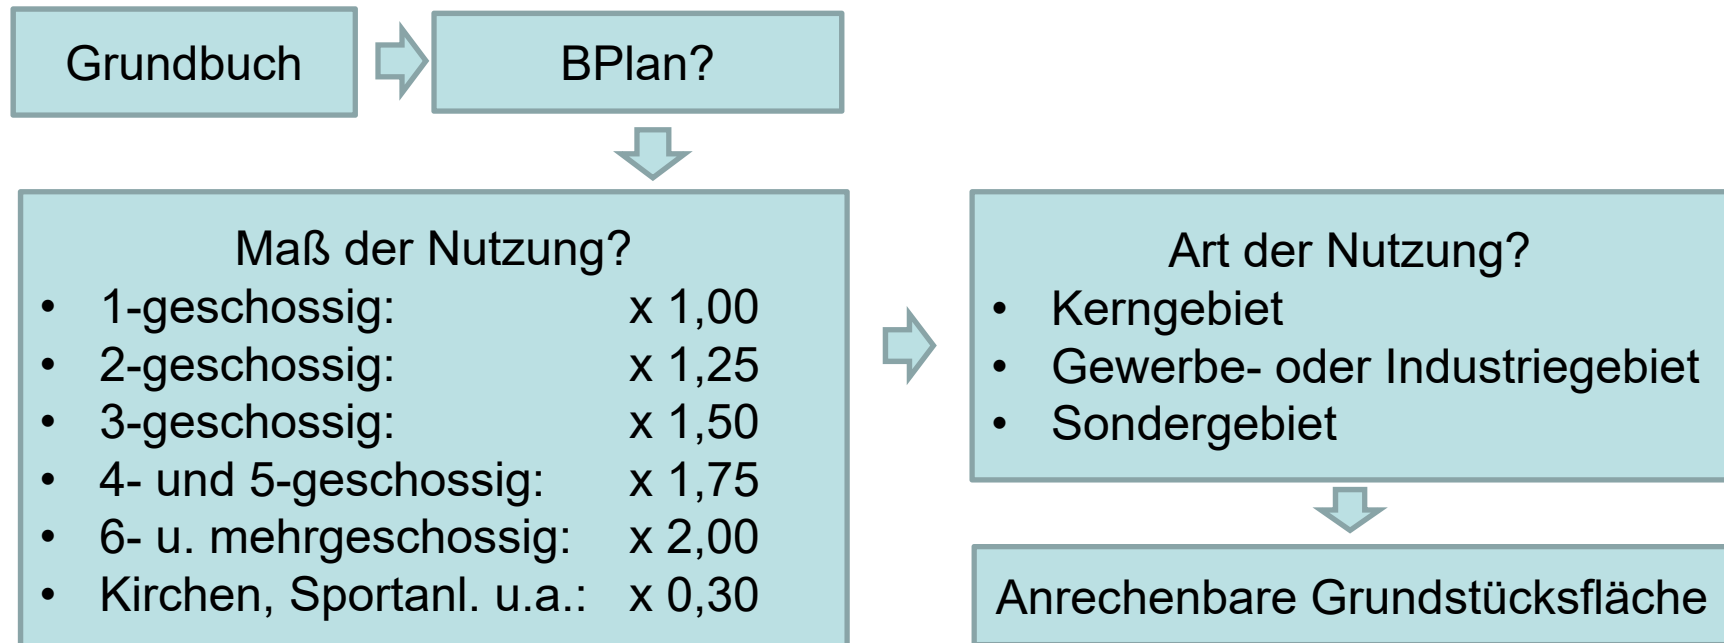 Grundbuch
BPlan?
Maß der Nutzung?
• 1-geschossig: x 1,00
• 2-geschossig: x 1,25
• 3-geschossig: x 1,50
• 4- und 5-geschossig: x 1,75
• 6- u. mehrgeschossig: x 2,00
• Kirchen, Sportanl. u.a.: x 0,30
Art der Nutzung?
• Kerngebiet
• Gewerbe- oder Industriegebiet
• Sondergebiet
Anrechenbare Grundstücksfläche